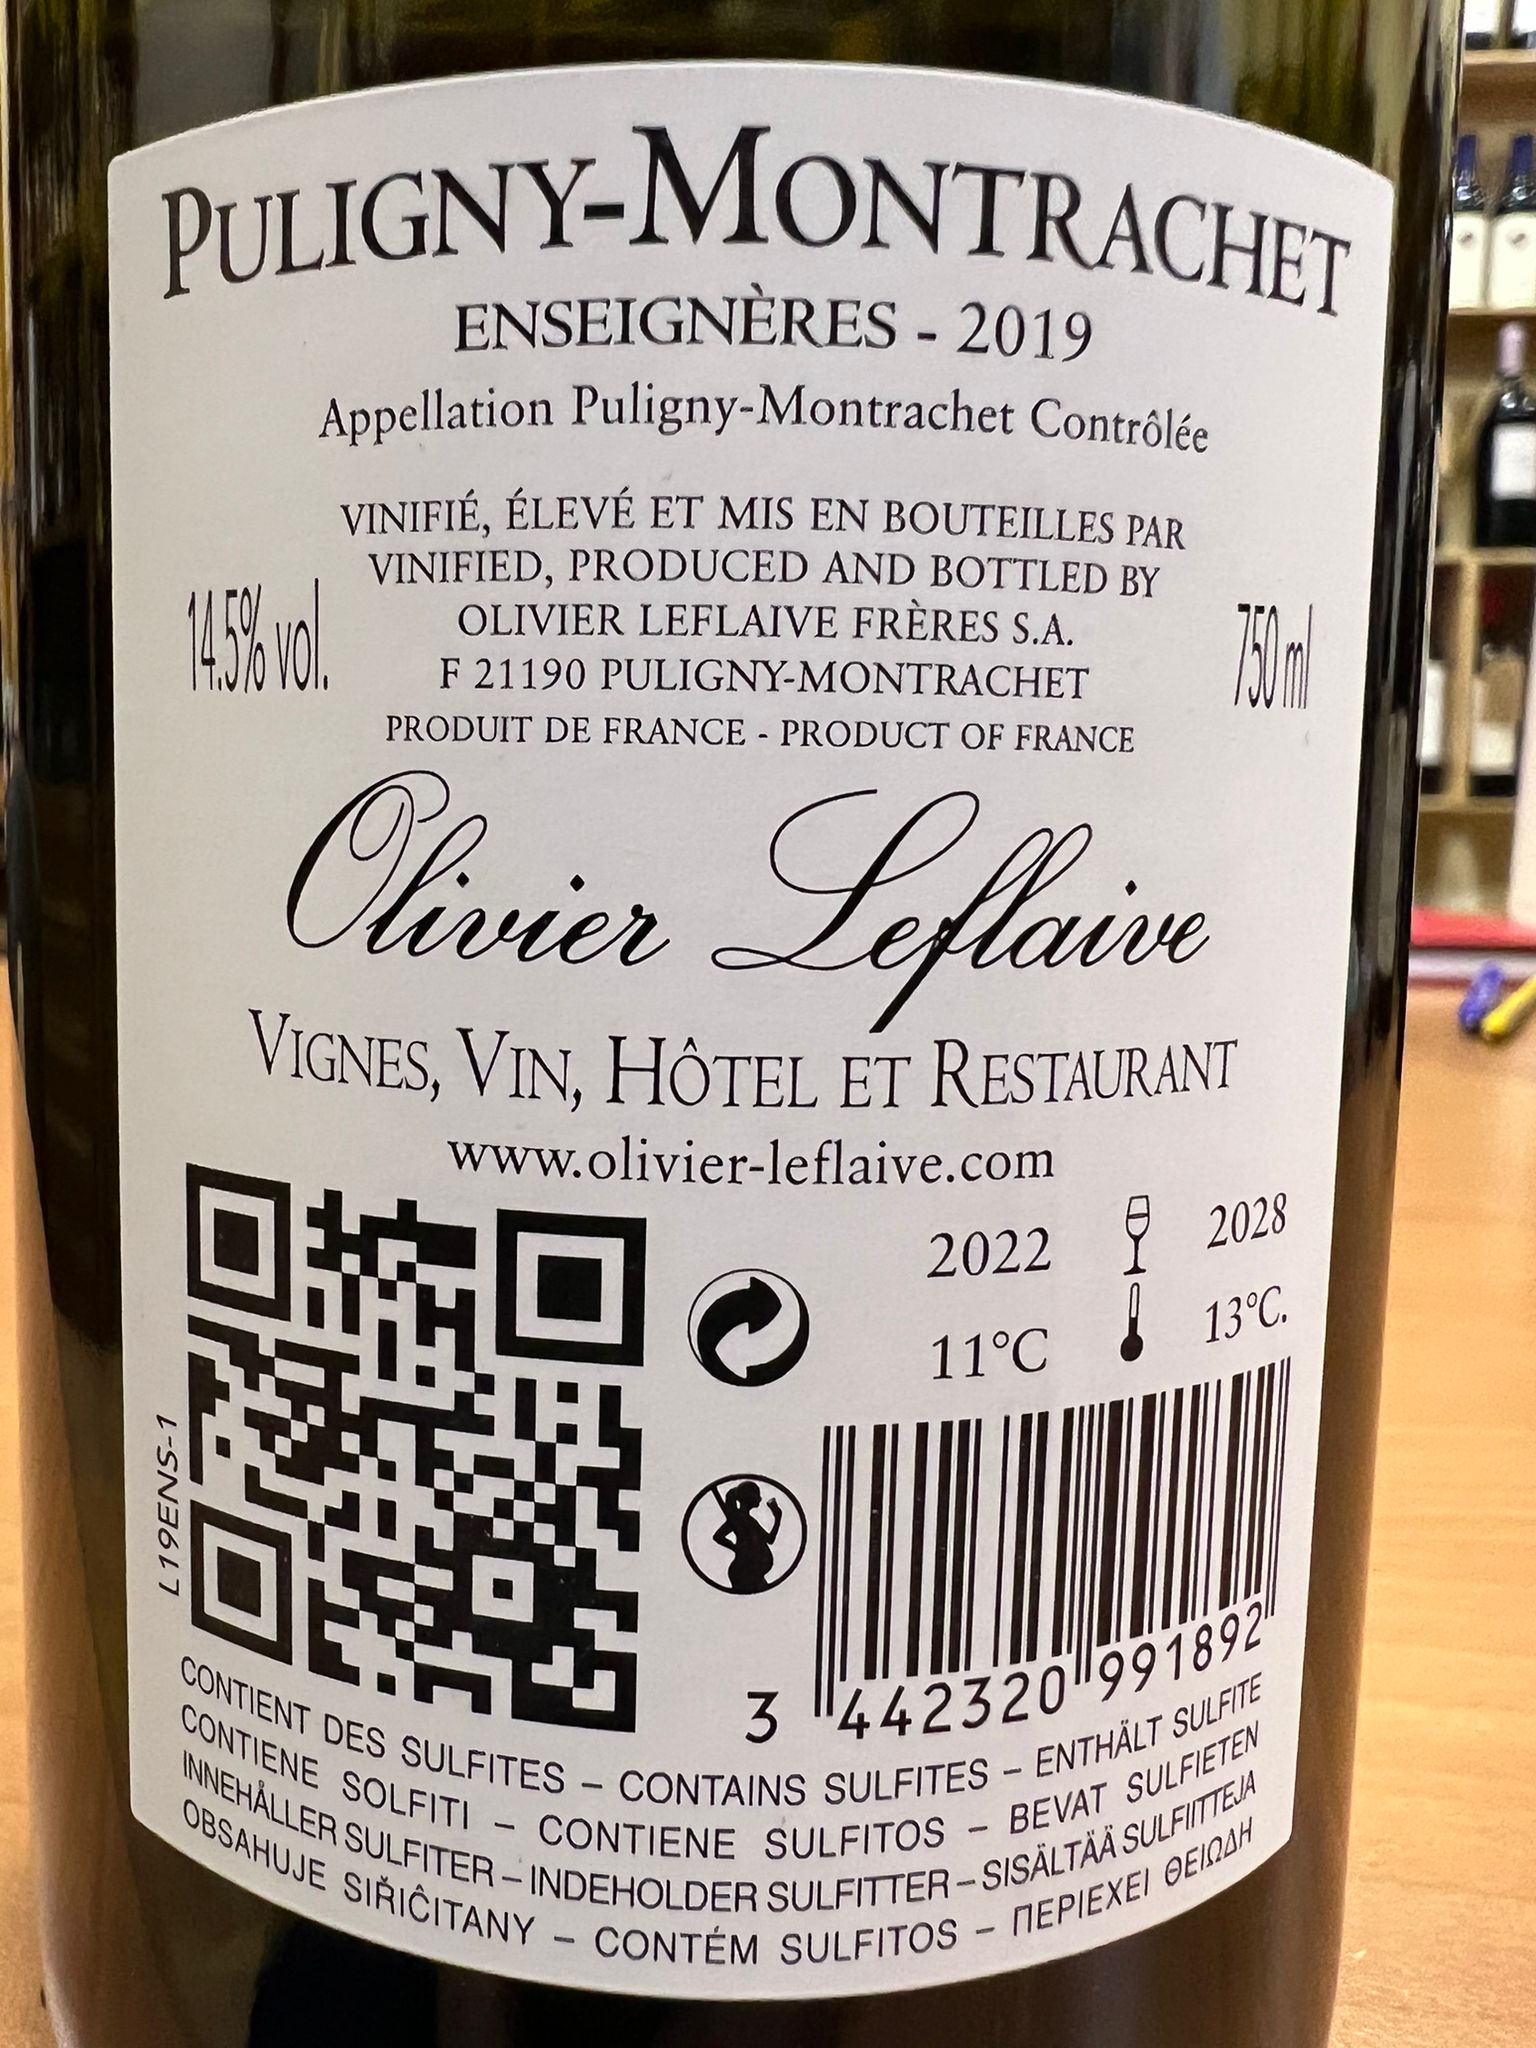 PULIGNY-MONTRACHET
ENSEIGNÈRES - 2019
Appellation Puligny-Montrachet Contrôlée
VINIFIÉ, ÉLEVÉ ET MIS EN BOUTEILLES PAR
VINIFIED, PRODUCED AND BOTTLED BY
14.5% vol.
OLIVIER LEFLAIVE FRÈRES S.A.
750 ml
F 21190 PULIGNY-MONTRACHET
PRODUIT DE FRANCE - PRODUCT OF FRANCE
Olivier Leflaive
VIGNES, VIN, HÔTEL ET RESTAURANT
www.olivier-leflaive.com
2022 2028
11°C 13°C.
L19ENS-1
3 442320 991892
CONTIENT DES SULFITES – CONTAINS SULFITES – ENTHÄLT SULFITE
CONTIENE SOLFITI – CONTIENE SULFITOS – BEVAT SULFIETEN
INNEHÅLLER SULFITER – INDEHOLDER SULFITTER – SISÄLTÄÄ SULFIITTEJA
OBSAHUJE SIŘIĈITANY – CONTÉM SULFITOS – ΠΕΡΙΕΧΕΙ ΘΕΙΩΔΗ